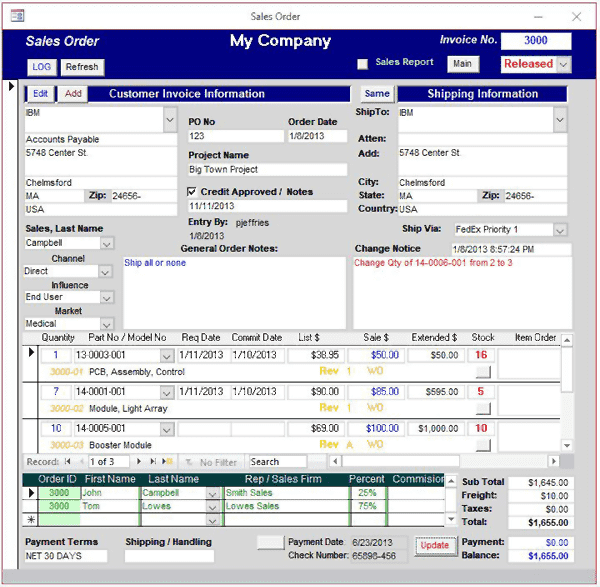 Sales Order
Sales Order My Company Invoice No. 3000
LOG Refresh Sales Report Main Released
Edit Add Customer Invoice Information Same Shipping Information
IBM PO No Order Date ShipTo: IBM
123 1/8/2013
Accounts Payable Atten:
5748 Center St. Project Name Add: 5748 Center St.
Big Town Project
Chelmsford City: Chelmsford
MA Zip: 24656- Credit Approved / Notes State: MA Zip: 24656-
USA 11/11/2013 Country: USA
Sales, Last Name Entry By: pjeffries Ship Via: FedEx Priority 1
Campbell 1/8/2013
Channel General Order Notes: Change Notice 1/8/2013 8:57:24 PM
Direct Ship all or none Change Qty of 14-0006-001 from 2 to 3
Influence
End User
Market
Medical
Quantity Part No / Model No Req Date Commit Date List $ Sale $ Extended $ Stock Item Order
1 13-0003-001 1/11/2013 1/10/2013 $38.95 $50.00 $50.00 16
3000-01 PCB, Assembly, Control Rev 1 WO
7 14-0001-001 1/11/2013 1/10/2013 $90.00 $85.00 $595.00 5
3000-02 Module, Light Array Rev 1 WO
10 14-0005-001 $69.00 $100.00 $1,000.00 10
3000-03 Booster Module Rev A WO
Record: 1 of 3 No Filter Search
Order ID First Name Last Name Rep / Sales Firm Percent Commision
3000 John Campbell Smith Sales 25%
3000 Tom Lowes Lowes Sales 75%
Sub Total $1,645.00
Freight: $10.00
Taxes: $0.00
Total: $1,655.00
Payment Terms Shipping / Handling Payment Date: 6/23/2013 Update Payment: $0.00
NET 30 DAYS Check Number: 65898-456 Balance: $1,655.00